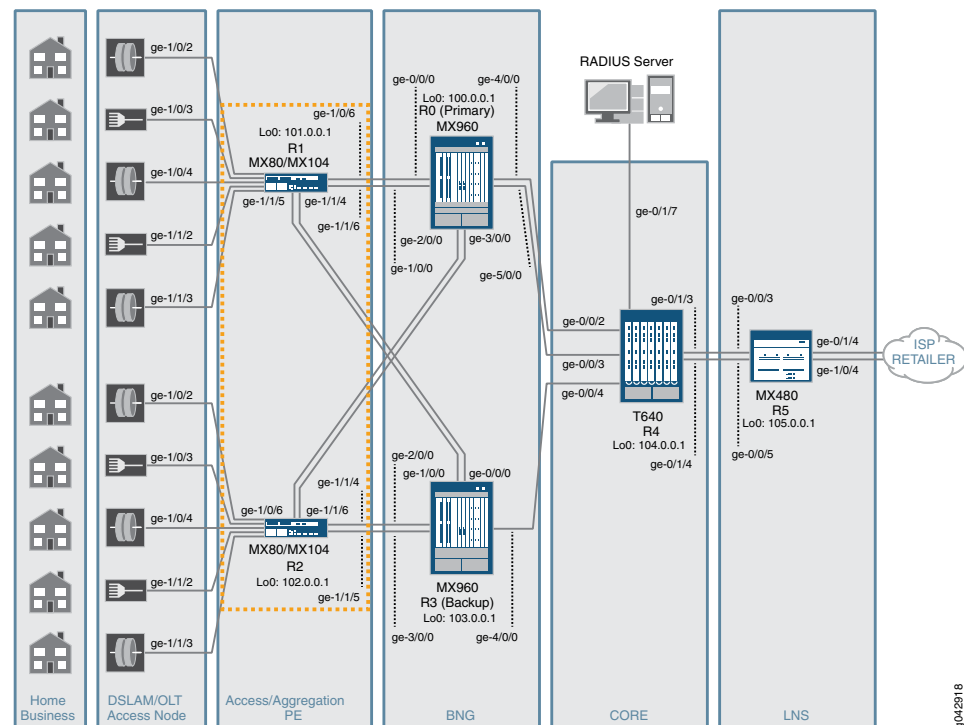 ge-1/0/2
ge-1/0/3
ge-1/0/4
ge-1/1/2
ge-1/1/3
ge-1/0/2
ge-1/0/3
ge-1/0/4
ge-1/1/2
ge-1/1/3
ge-1/0/6
Lo0: 101.0.0.1
R1
MX80/MX104
ge-1/1/5
ge-1/1/4
ge-1/1/6
ge-1/1/4
ge-1/0/6
ge-1/1/6
MX80/MX104
R2
Lo0: 102.0.0.1
ge-1/1/5
ge-0/0/0
ge-4/0/0
Lo0: 100.0.0.1
R0 (Primary)
MX960
ge-2/0/0
ge-3/0/0
ge-1/0/0
ge-5/0/0
ge-2/0/0
ge-1/0/0
ge-0/0/0
MX960
R3 (Backup)
Lo0: 103.0.0.1
ge-3/0/0
ge-4/0/0
RADIUS Server
ge-0/1/7
ge-0/1/3
ge-0/0/2
ge-0/0/3
ge-0/0/4
T640
R4
Lo0: 104.0.0.1
ge-0/1/4
ge-0/0/3
ge-0/1/4
ge-1/0/4
MX480
R5
Lo0: 105.0.0.1
ge-0/0/5
ISP
RETAILER
Home
Business
DSLAM/OLT
Access Node
Access/Aggregation
PE
BNG
CORE
LNS
g042918